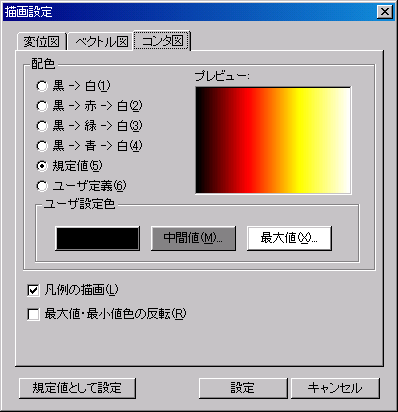 描画設定
変位図 ベクトル図 コンタ図
配色
プレビュー:
黒 -> 白(1)
黒 -> 赤 -> 白(2)
黒 -> 緑 -> 白(3)
黒 -> 青 -> 白(4)
規定値(5)
ユーザ定義(6)
ユーザ設定色
中間値(M)... 最大値(X)...
凡例の描画(L)
最大値・最小値色の反転(R)
規定値として設定 設定 キャンセル